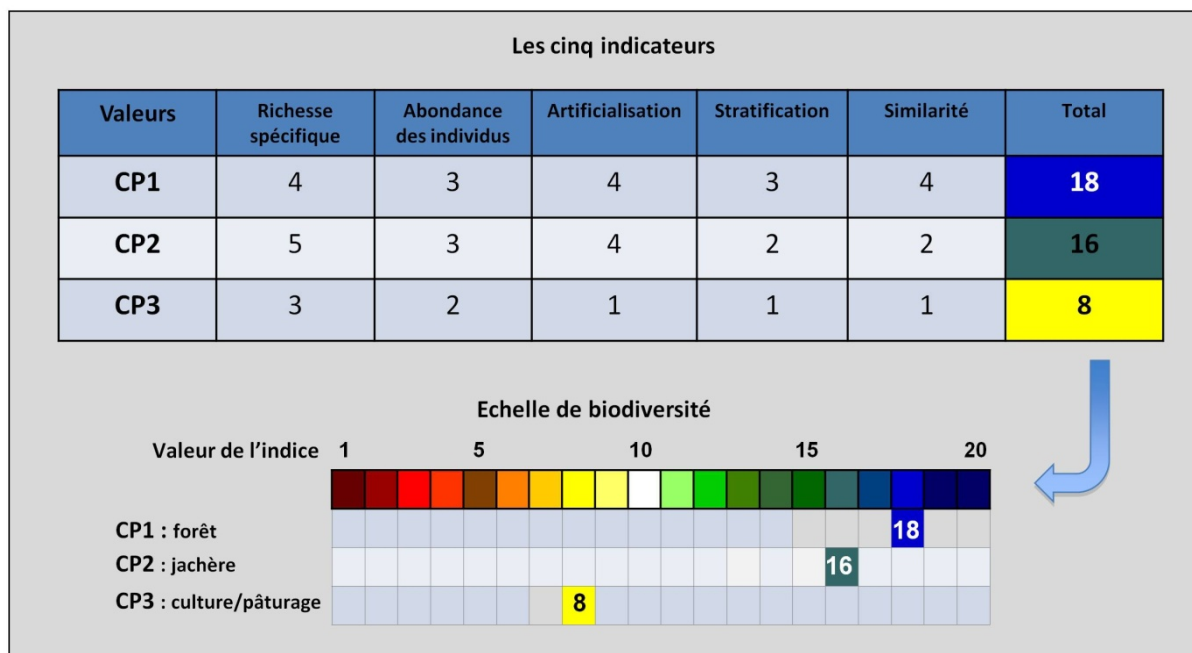 Les cinq indicateurs
Valeurs Richesse spécifique Abondance des individus Artificialisation Stratification Similarité Total
CP1 4 3 4 3 4 18
CP2 5 3 4 2 2 16
CP3 3 2 1 1 1 8
Echelle de biodiversité
Valeur de l'indice 1 5 10 15 20
CP1 : forêt 18
CP2 : jachère 16
CP3 : culture/pâturage 8